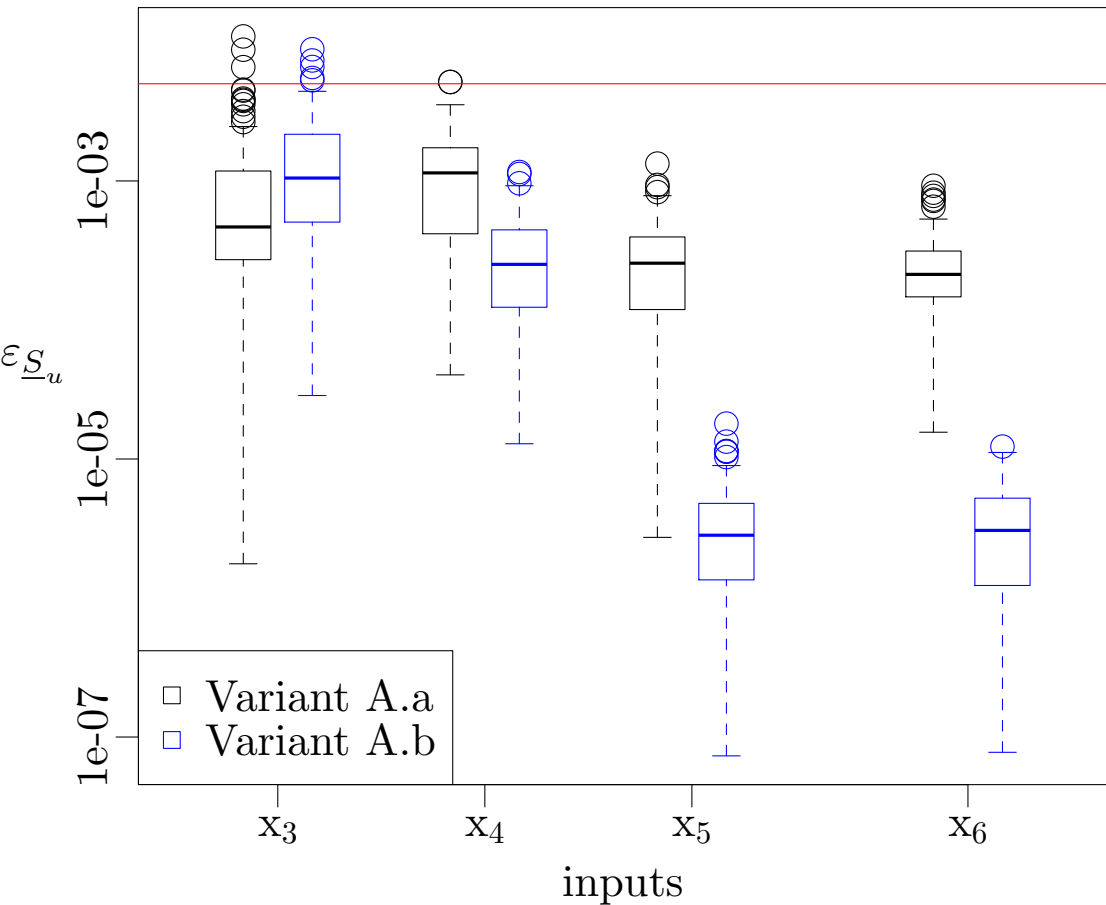 1e-03
1e-05
1e-07
ε_S_u
Variant A.a
Variant A.b
x₃ x₄ x₅ x₆
inputs